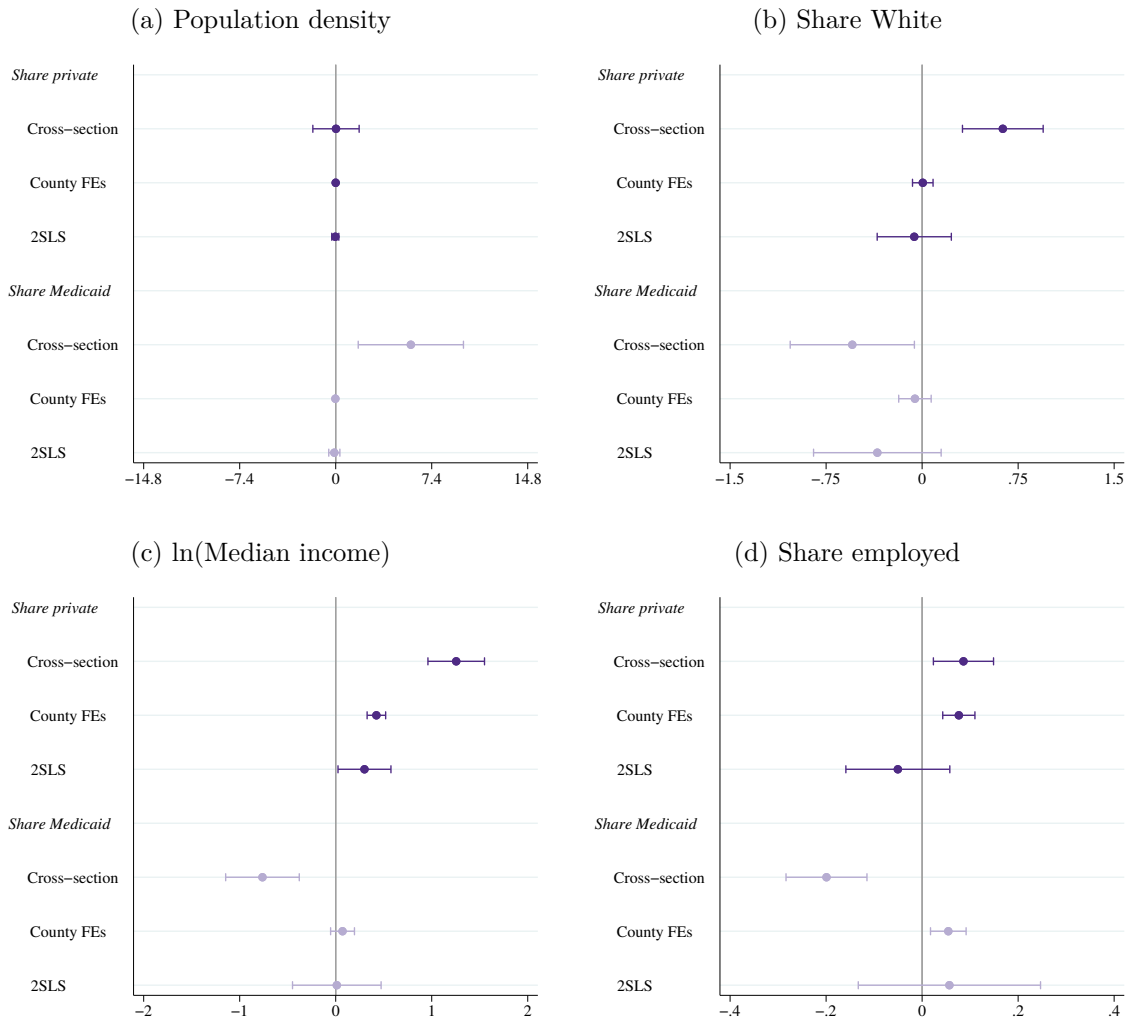 (a) Population density
Share private
Cross−section
County FEs
2SLS
Share Medicaid
Cross−section
County FEs
2SLS
−14.8 −7.4 0 7.4 14.8
(b) Share White
Share private
Cross−section
County FEs
2SLS
Share Medicaid
Cross−section
County FEs
2SLS
−1.5 −.75 0 .75 1.5
(c) ln(Median income)
Share private
Cross−section
County FEs
2SLS
Share Medicaid
Cross−section
County FEs
2SLS
−2 −1 0 1 2
(d) Share employed
Share private
Cross−section
County FEs
2SLS
Share Medicaid
Cross−section
County FEs
2SLS
−.4 −.2 0 .2 .4